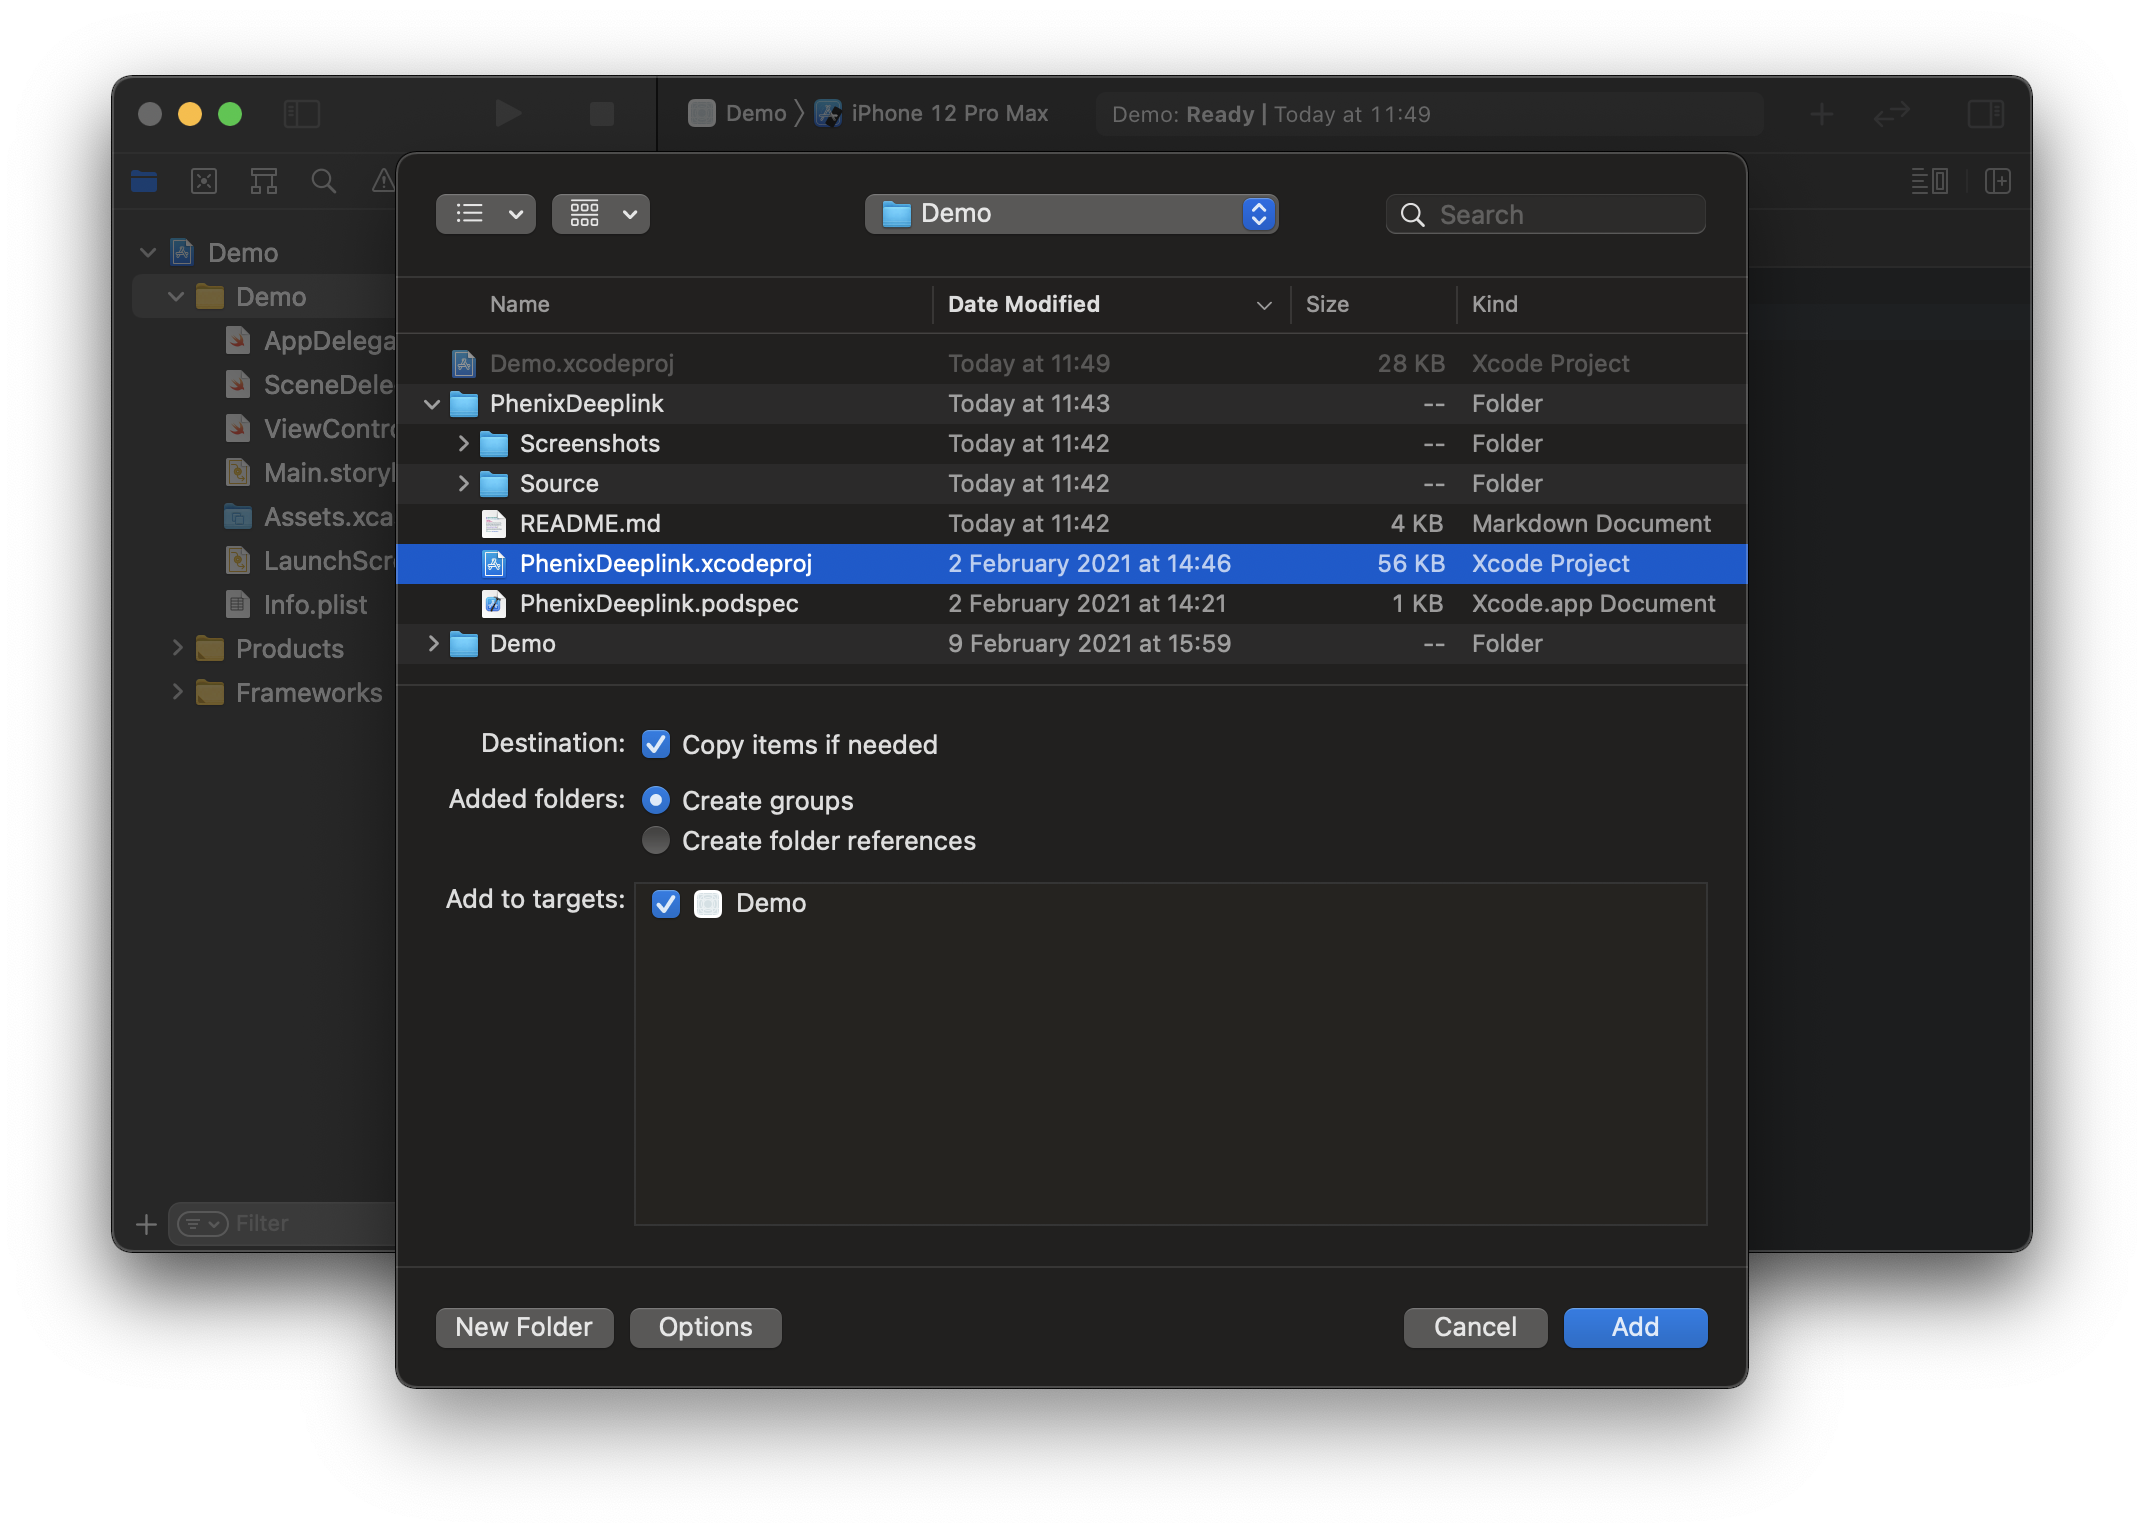 Demo 〉 iPhone 12 Pro Max
Demo: Ready | Today at 11:49
Demo
Demo
AppDelega
SceneDele
ViewContro
Main.storyl
Assets.xca
LaunchScre
Info.plist
Products
Frameworks
Filter
Demo
Search
Name Date Modified Size Kind
Demo.xcodeproj Today at 11:49 28 KB Xcode Project
PhenixDeeplink Today at 11:43 -- Folder
Screenshots Today at 11:42 -- Folder
Source Today at 11:42 -- Folder
README.md Today at 11:42 4 KB Markdown Document
PhenixDeeplink.xcodeproj 2 February 2021 at 14:46 56 KB Xcode Project
PhenixDeeplink.podspec 2 February 2021 at 14:21 1 KB Xcode.app Document
Demo 9 February 2021 at 15:59 -- Folder
Destination: Copy items if needed
Added folders: Create groups
Create folder references
Add to targets: Demo
New Folder Options Cancel Add